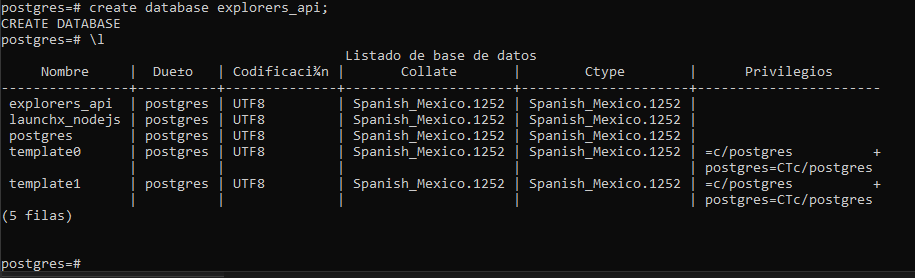 postgres=# create database explorers_api;
CREATE DATABASE
postgres=# \l
                                           Listado de base de datos
     Nombre     |  Due±o   | Codificaci¾n |       Collate       |        Ctype        |      Privilegios
----------------+----------+--------------+---------------------+---------------------+-----------------------
 explorers_api  | postgres | UTF8         | Spanish_Mexico.1252 | Spanish_Mexico.1252 |
 launchx_nodejs | postgres | UTF8         | Spanish_Mexico.1252 | Spanish_Mexico.1252 |
 postgres       | postgres | UTF8         | Spanish_Mexico.1252 | Spanish_Mexico.1252 |
 template0      | postgres | UTF8         | Spanish_Mexico.1252 | Spanish_Mexico.1252 | =c/postgres          +
                |          |              |                     |                     | postgres=CTc/postgres
 template1      | postgres | UTF8         | Spanish_Mexico.1252 | Spanish_Mexico.1252 | =c/postgres          +
                |          |              |                     |                     | postgres=CTc/postgres
(5 filas)
postgres=#